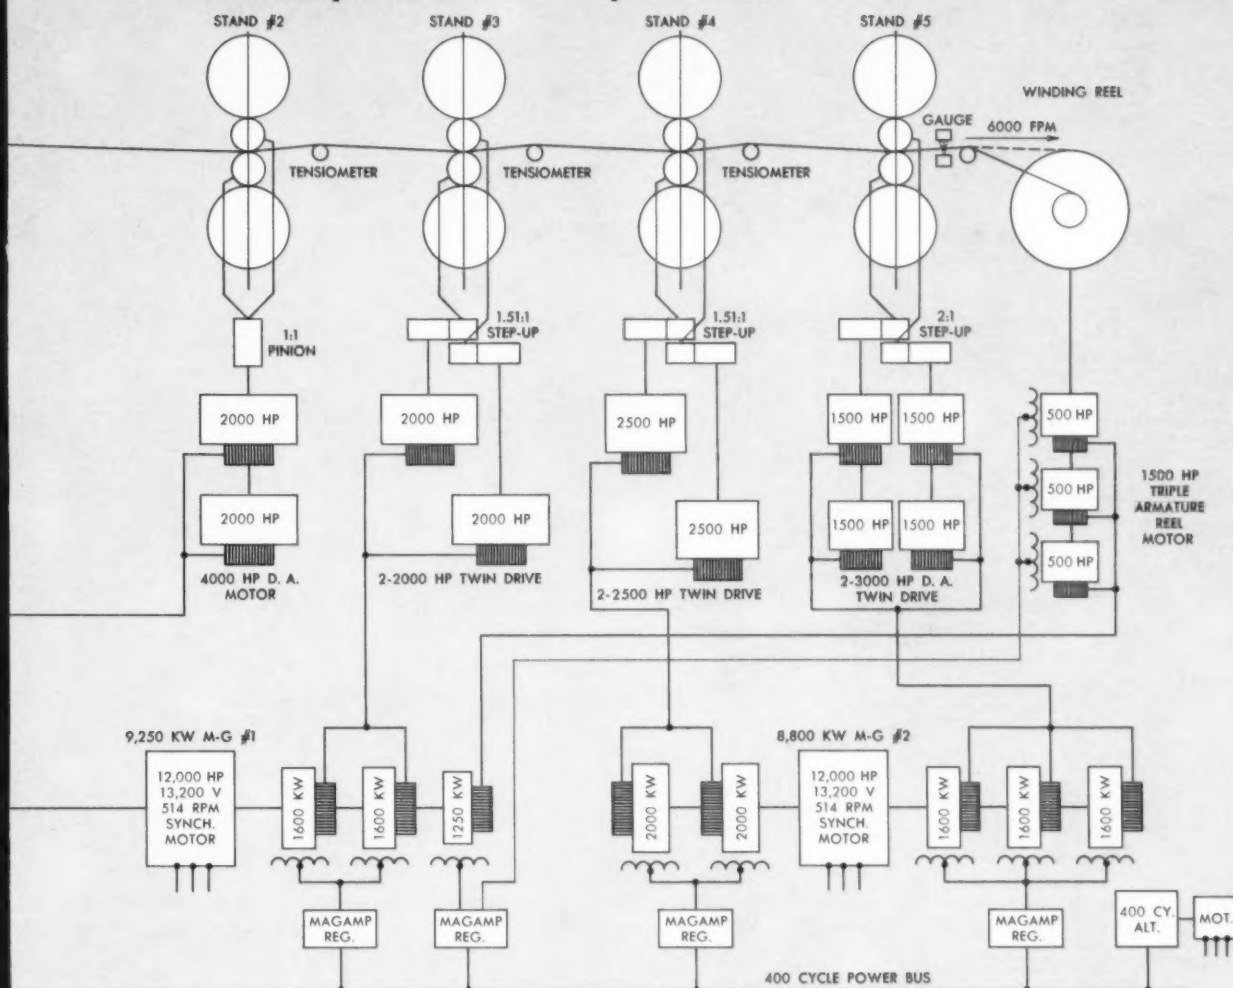 STAND #2
STAND #3
STAND #4
STAND #5
WINDING REEL
GAUGE
6000 FPM
TENSIOMETER
TENSIOMETER
TENSIOMETER
1:1
PINION
1.51:1
STEP-UP
1.51:1
STEP-UP
2:1
STEP-UP
2000 HP
2000 HP
2500 HP
1500 HP
1500 HP
500 HP
2000 HP
2000 HP
2500 HP
1500 HP
1500 HP
500 HP
500 HP
1500 HP
TRIPLE
ARMATURE
REEL
MOTOR
4000 HP D. A.
MOTOR
2-2000 HP TWIN DRIVE
2-2500 HP TWIN DRIVE
2-3000 HP D. A.
TWIN DRIVE
9,250 KW M-G #1
12,000 HP
13,200 V
514 RPM
SYNCH.
MOTOR
1600 KW
1600 KW
1250 KW
2000 KW
2000 KW
8,800 KW M-G #2
12,000 HP
13,200 V
514 RPM
SYNCH.
MOTOR
1600 KW
1600 KW
1600 KW
MAGAMP
REG.
MAGAMP
REG.
MAGAMP
REG.
MAGAMP
REG.
400 CY.
ALT.
MOT.
400 CYCLE POWER BUS